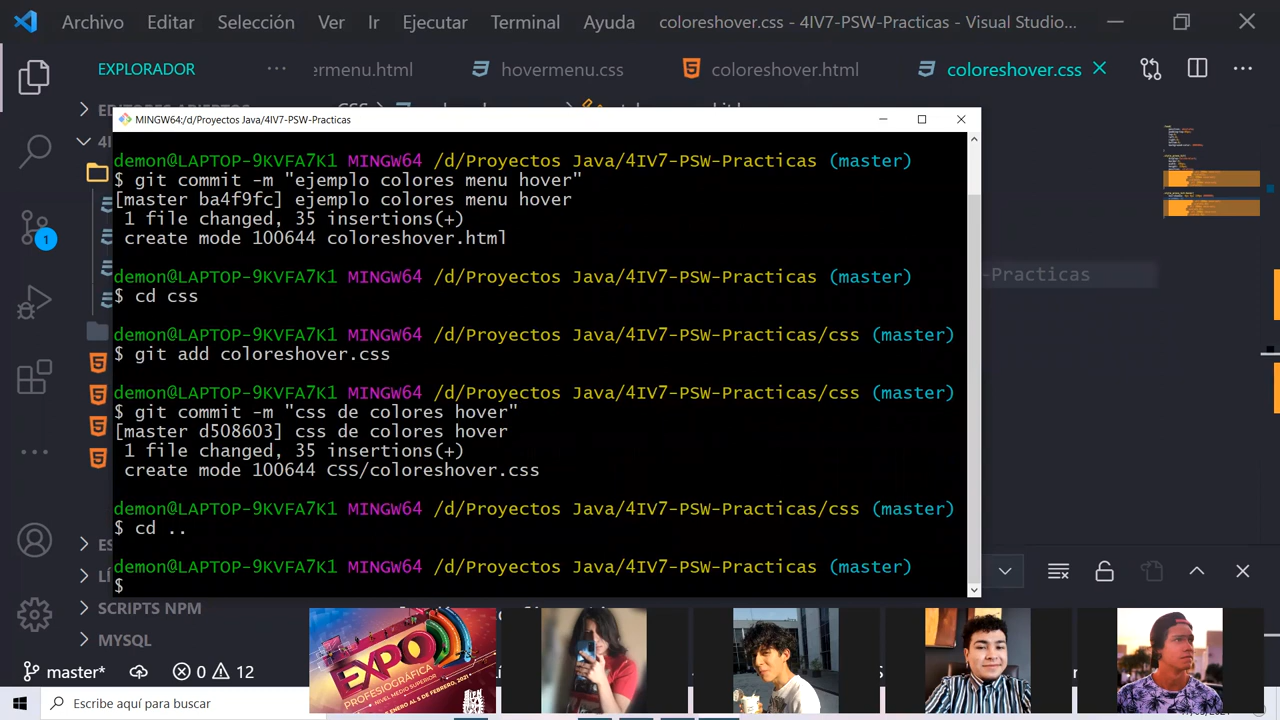 Archivo Editar Selección Ver Ir Ejecutar Terminal Ayuda coloreshover.css - 4IV7-PSW-Practicas - Visual Studio...
EXPLORADOR ... ermenu.html hovermenu.css coloreshover.html coloreshover.css
MINGW64:/d/Proyectos Java/4IV7-PSW-Practicas
demon@LAPTOP-9KVFA7K1 MINGW64 /d/Proyectos Java/4IV7-PSW-Practicas (master)
$ git commit -m "ejemplo colores menu hover"
[master ba4f9fc] ejemplo colores menu hover
1 file changed, 35 insertions(+)
create mode 100644 coloreshover.html
demon@LAPTOP-9KVFA7K1 MINGW64 /d/Proyectos Java/4IV7-PSW-Practicas (master)
$ cd css
demon@LAPTOP-9KVFA7K1 MINGW64 /d/Proyectos Java/4IV7-PSW-Practicas/css (master)
$ git add coloreshover.css
demon@LAPTOP-9KVFA7K1 MINGW64 /d/Proyectos Java/4IV7-PSW-Practicas/css (master)
$ git commit -m "css de colores hover"
[master d508603] css de colores hover
1 file changed, 35 insertions(+)
create mode 100644 CSS/coloreshover.css
demon@LAPTOP-9KVFA7K1 MINGW64 /d/Proyectos Java/4IV7-PSW-Practicas/css (master)
$ cd ..
demon@LAPTOP-9KVFA7K1 MINGW64 /d/Proyectos Java/4IV7-PSW-Practicas (master)
$
-Practicas
1
SCRIPTS NPM
MYSQL
master* 0 12
EXPO
PROFESIOGRÁFICA
NIVEL MEDIO SUPERIOR
Escribe aquí para buscar